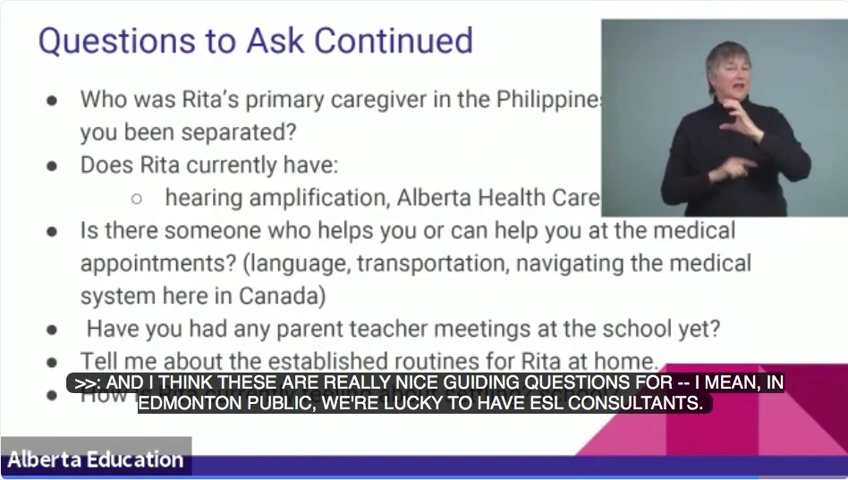 Questions to Ask Continued
● Who was Rita's primary caregiver in the Philippines
you been separated?
● Does Rita currently have:
○ hearing amplification, Alberta Health Care
● Is there someone who helps you or can help you at the medical
appointments? (language, transportation, navigating the medical
system here in Canada)
● Have you had any parent teacher meetings at the school yet?
● Tell me about the established routines for Rita at home.
>>: AND I THINK THESE ARE REALLY NICE GUIDING QUESTIONS FOR -- I MEAN, IN
EDMONTON PUBLIC, WE'RE LUCKY TO HAVE ESL CONSULTANTS.
● How
Alberta Education